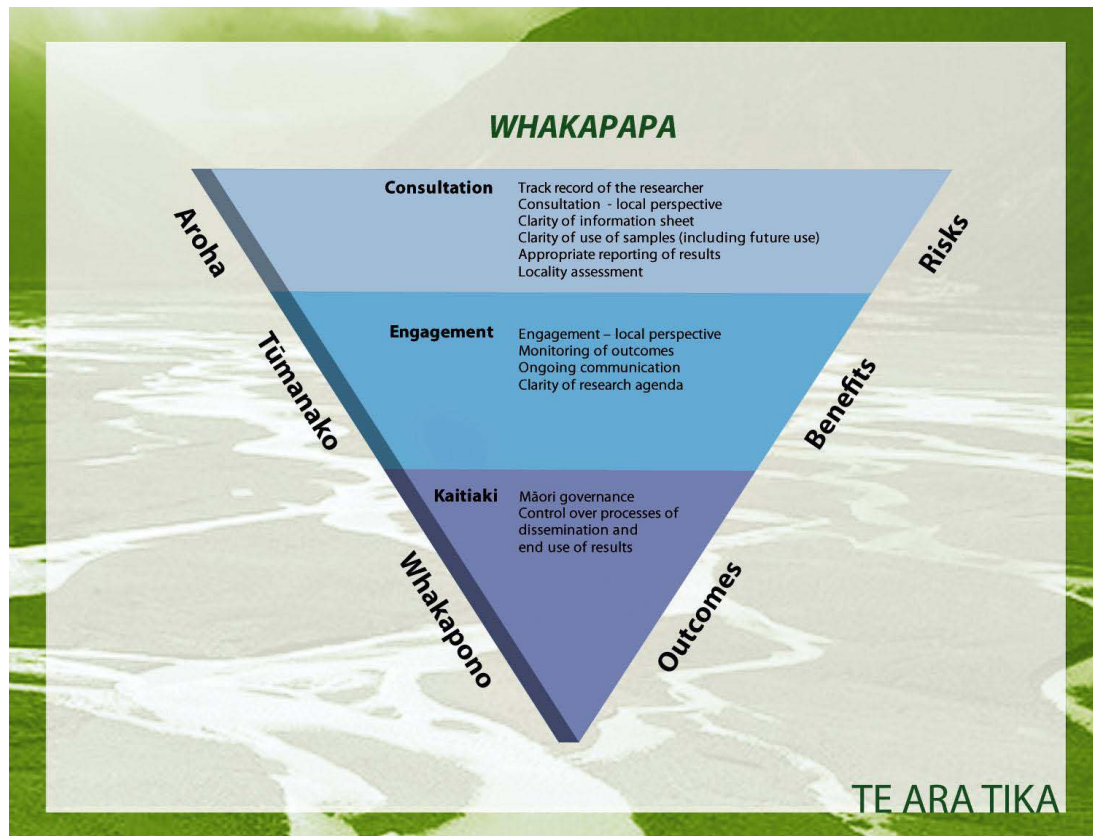 WHAKAPAPA
Consultation
Track record of the researcher
Consultation - local perspective
Clarity of information sheet
Clarity of use of samples (including future use)
Appropriate reporting of results
Locality assessment
Aroha
Risks
Engagement
Engagement – local perspective
Monitoring of outcomes
Ongoing communication
Clarity of research agenda
Tūmanako
Benefits
Kaitiaki
Māori governance
Control over processes of
dissemination and
end use of results
Whakapono
Outcomes
TE ARA TIKA